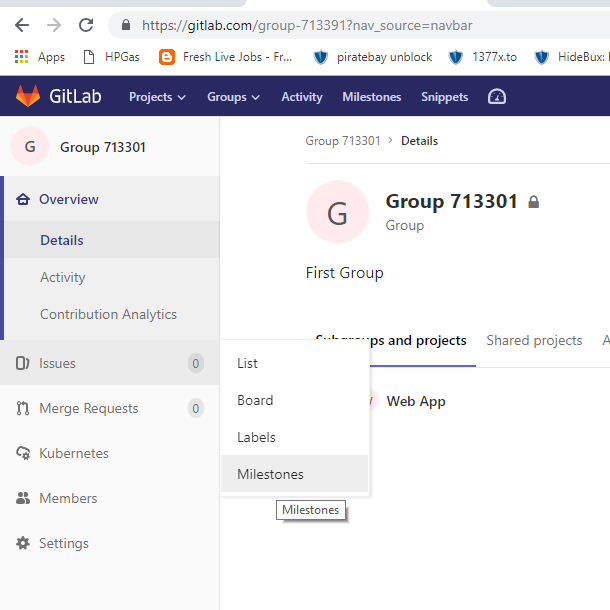 https://gitlab.com/group-713391?nav_source=navbar
Apps HPGas Fresh Live Jobs - Fr... piratebay unblock 1377x.to HideBux:
GitLab Projects Groups Activity Milestones Snippets
G Group 713301
Group 713301 > Details
Overview
Details
Activity
Contribution Analytics
Issues 0
Merge Requests 0
Kubernetes
Members
Settings
G Group 713301
Group
First Group
Subgroups and projects Shared projects A
Web App
List
Board
Labels
Milestones
Milestones